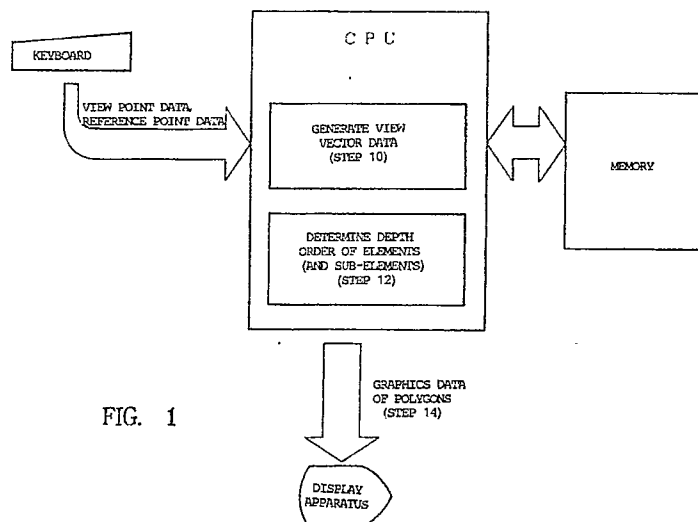 KEYBOARD
C P U
VIEW POINT DATA,
REFERENCE POINT DATA
GENERATE VIEW
VECTOR DATA
(STEP 10)
MEMORY
DETERMINE DEPTH
ORDER OF ELEMENTS
(AND SUB-ELEMENTS)
(STEP 12)
GRAPHICS DATA
OF POLYGONS
(STEP 14)
FIG. 1
DISPLAY
APPARATUS